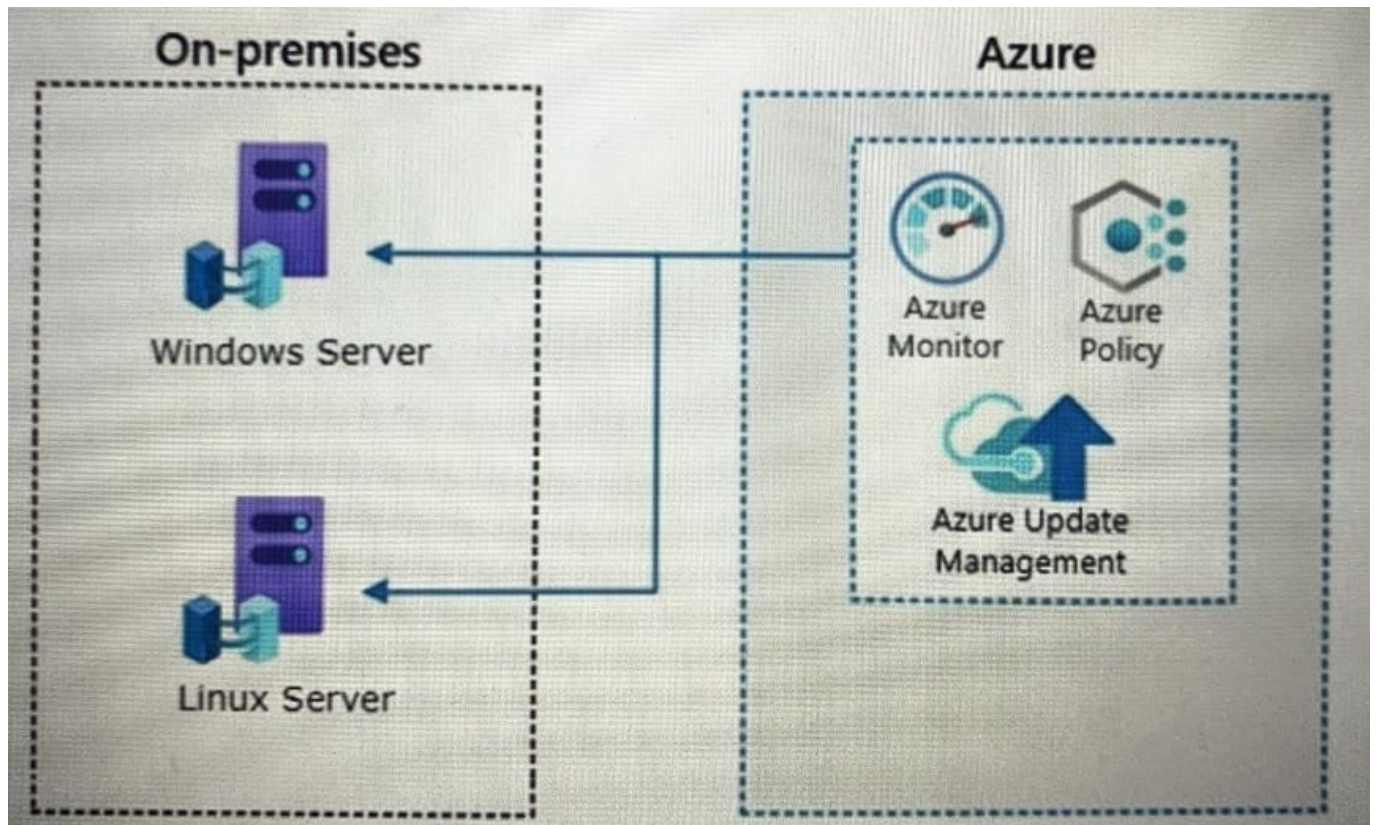 On-premises
Azure
Windows Server
Azure
Monitor
Azure
Policy
Azure Update
Management
Linux Server